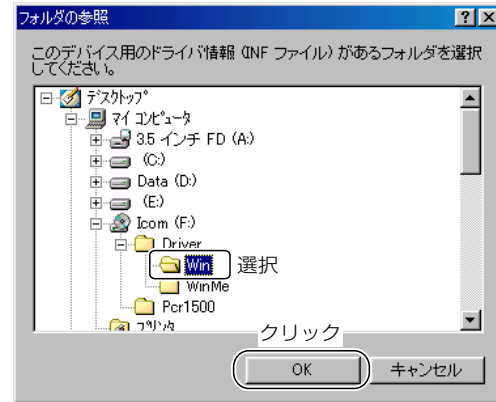 フォルダの参照
このデバイス用のドライバ情報 (INF ファイル) があるフォルダを選択
してください。
デスクトップ
マイ コンピュータ
3.5 インチ FD (A:)
(C:)
Data (D:)
(E:)
Icom (F:)
Driver
Win 選択
WinMe
Pcr1500
プリンタ
クリック
OK キャンセル